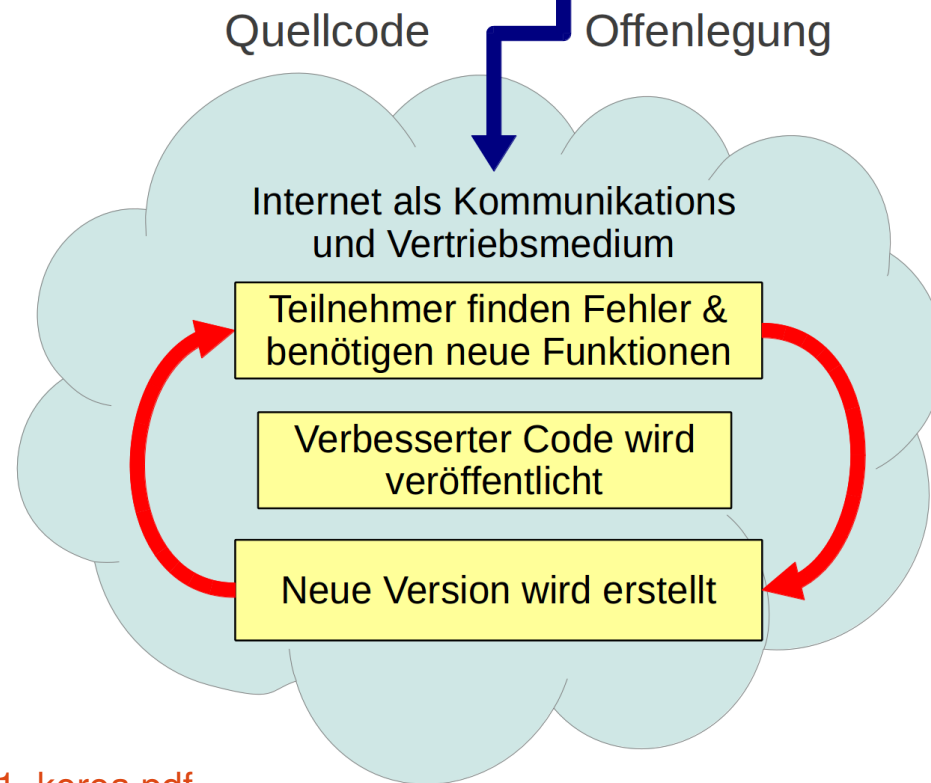 Quellcode Offenlegung
Internet als Kommunikations
und Vertriebsmedium
Teilnehmer finden Fehler &
benötigen neue Funktionen
Verbesserter Code wird
veröffentlicht
Neue Version wird erstellt